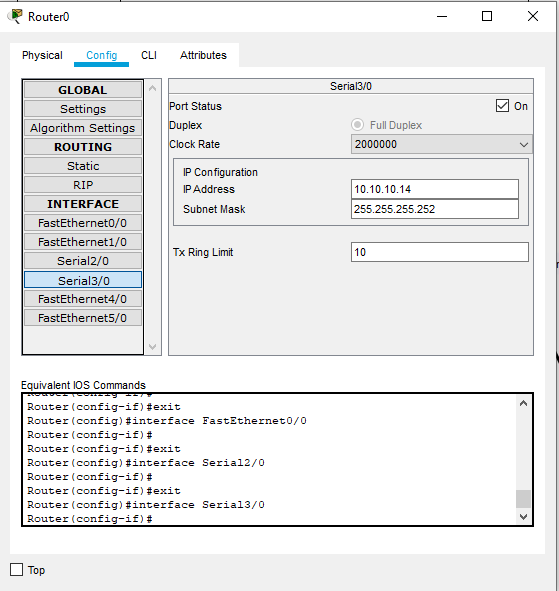 Router0
Physical Config CLI Attributes
GLOBAL
Settings
Algorithm Settings
ROUTING
Static
RIP
INTERFACE
FastEthernet0/0
FastEthernet1/0
Serial2/0
Serial3/0
FastEthernet4/0
FastEthernet5/0
Serial3/0
Port Status On
Duplex Full Duplex
Clock Rate 2000000
IP Configuration
IP Address 10.10.10.14
Subnet Mask 255.255.255.252
Tx Ring Limit 10
Equivalent IOS Commands
Router(config-if)#exit
Router(config)#interface FastEthernet0/0
Router(config-if)#
Router(config-if)#exit
Router(config)#interface Serial2/0
Router(config-if)#
Router(config-if)#exit
Router(config)#interface Serial3/0
Router(config-if)#
Top